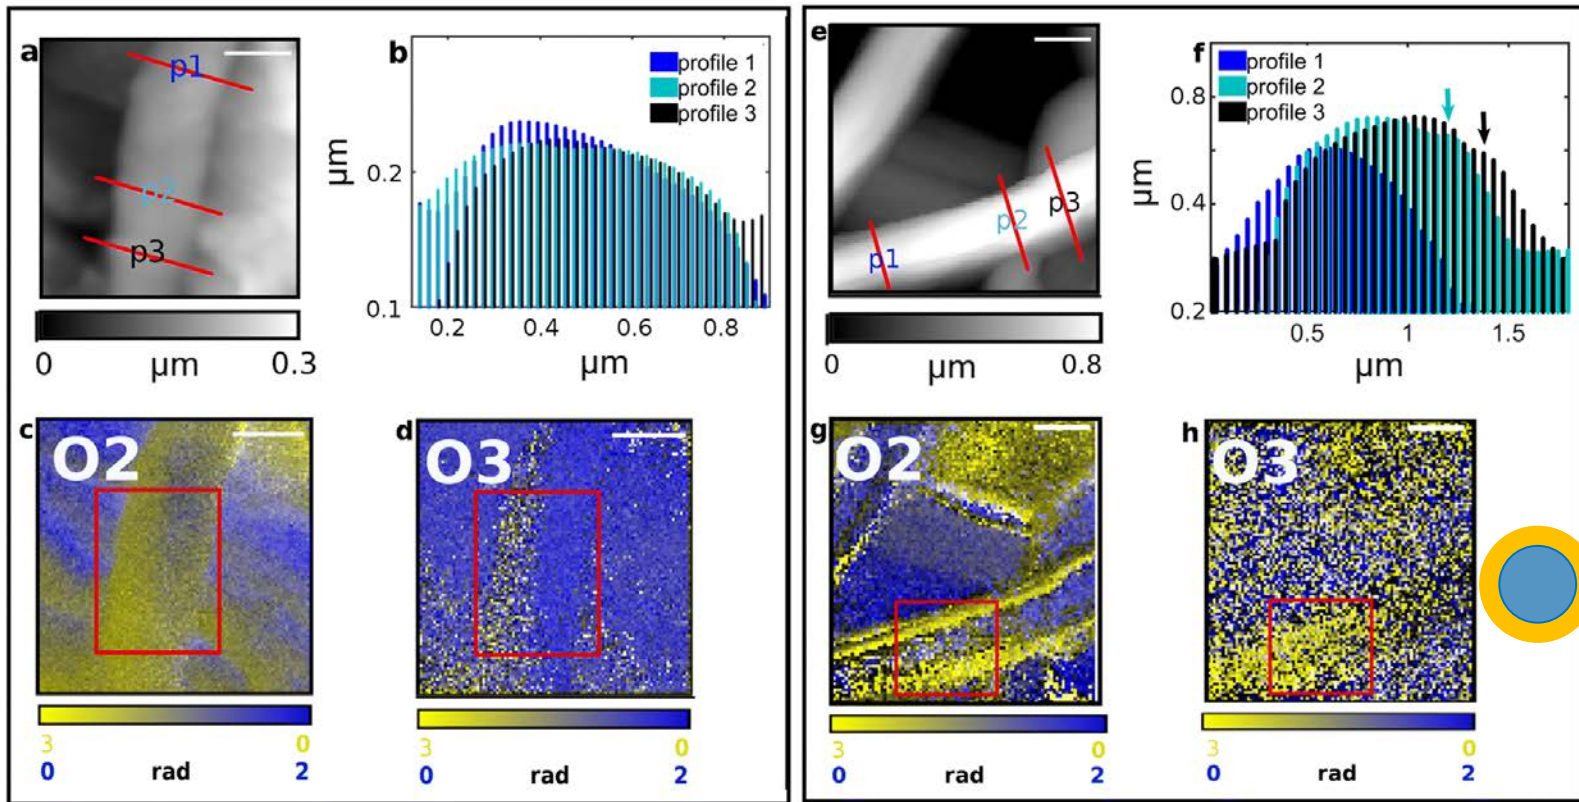 a
p1
p2
p3
0 0.3
µm
b
profile 1
profile 2
profile 3
µm
0.2
0.1
0.2 0.4 0.6 0.8
µm
c
O2
3 0
0 rad 2
d
O3
3 0
0 rad 2
e
p1
p2
p3
0 0.8
µm
f
profile 1
profile 2
profile 3
µm
0.8
0.4
0.2
0.5 1 1.5
µm
g
O2
3 0
0 rad 2
h
O3
3 0
0 rad 2